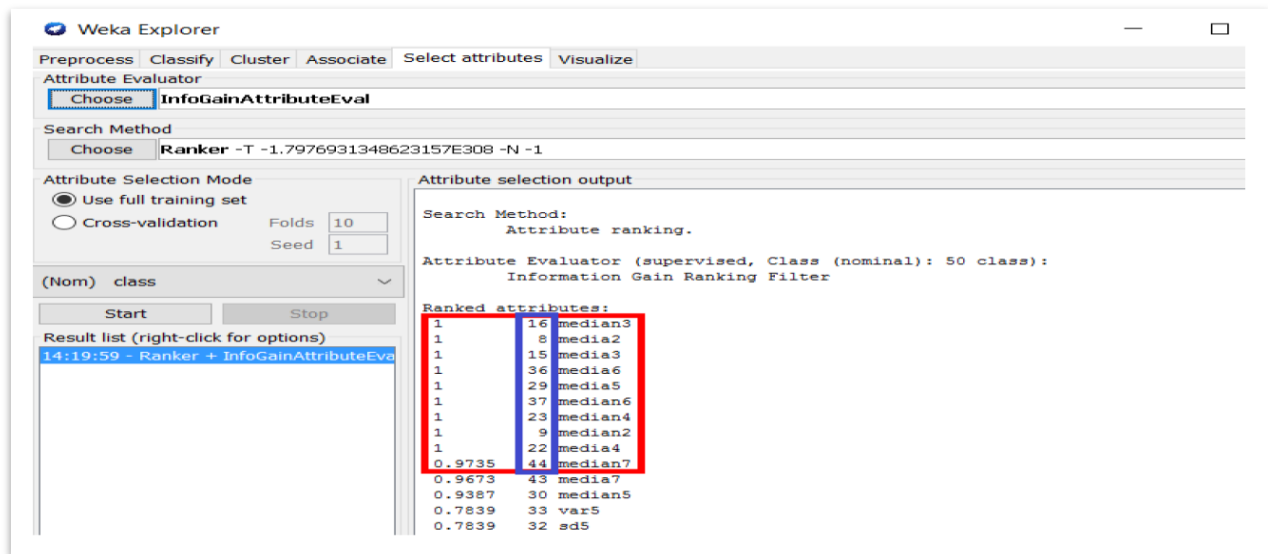 Weka Explorer
Preprocess Classify Cluster Associate Select attributes Visualize
Attribute Evaluator
Choose InfoGainAttributeEval
Search Method
Choose Ranker -T -1.7976931348623157E308 -N -1
Attribute Selection Mode
Use full training set
Cross-validation Folds 10
Seed 1
(Nom) class
Start Stop
Result list (right-click for options)
14:19:59 - Ranker + InfoGainAttributeEva
Attribute selection output
Search Method:
Attribute ranking.
Attribute Evaluator (supervised, Class (nominal): 50 class):
Information Gain Ranking Filter
Ranked attributes:
1 16 median3
1 8 media2
1 15 media3
1 36 media6
1 29 media5
1 37 median6
1 23 median4
1 9 median2
1 22 media4
0.9735 44 median7
0.9673 43 media7
0.9387 30 median5
0.7839 33 var5
0.7839 32 sd5